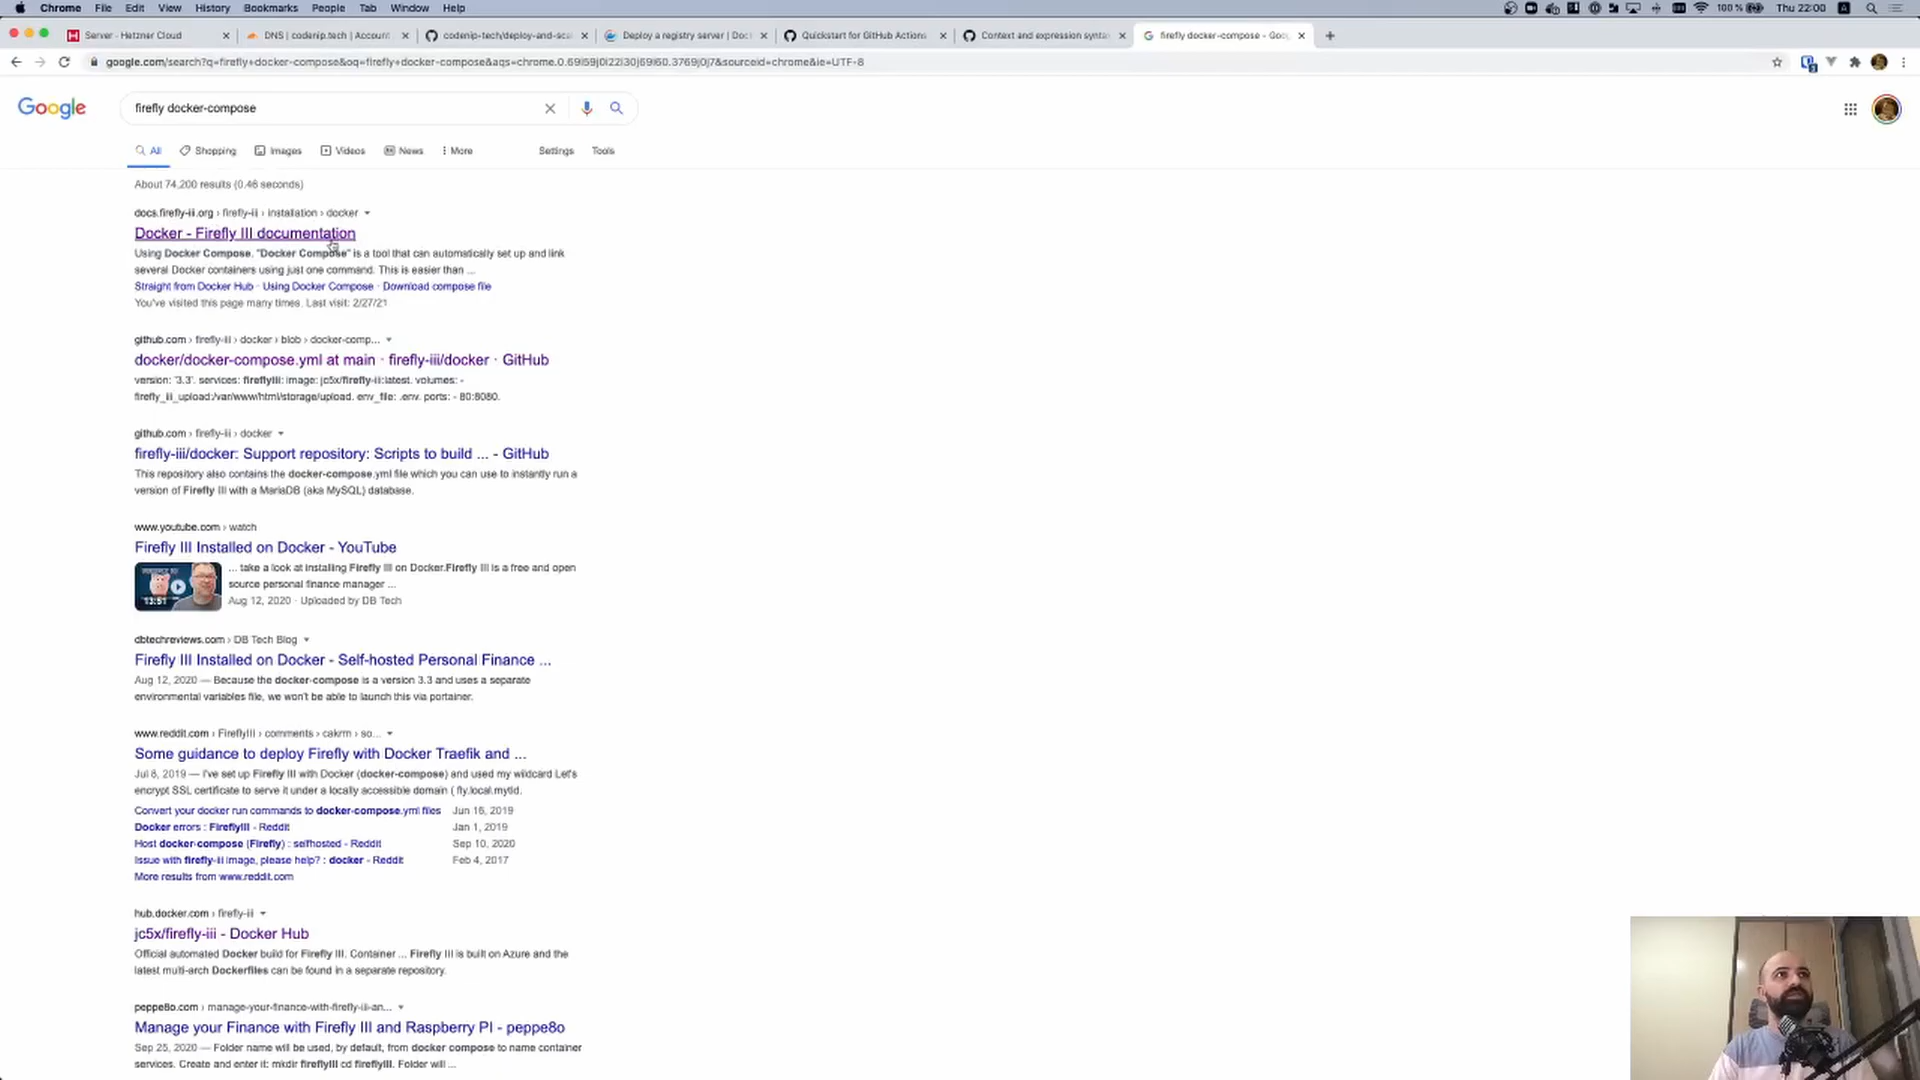 Chrome File Edit View History Bookmarks People Tab Window Help 100 % Thu 22:00
Server - Hetzner Cloud DNS | codenip.tech | Account codenip-tech/deploy-and-sca Deploy a registry server | Doc Quickstart for GitHub Actions Context and expression synta firefly docker-compose - Goog
google.com/search?q=firefly+docker-compose&oq=firefly+docker-compose&aqs=chrome.0.69i59j0i22i30j69i60.3769j0j7&sourceid=chrome&ie=UTF-8
Google firefly docker-compose
All Shopping Images Videos News More Settings Tools
About 74,200 results (0.46 seconds)
docs.firefly-iii.org › firefly-iii › installation › docker
Docker - Firefly III documentation
Using Docker Compose. "Docker Compose" is a tool that can automatically set up and link
several Docker containers using just one command. This is easier than ...
Straight from Docker Hub · Using Docker Compose · Download compose file
You've visited this page many times. Last visit: 2/27/21
github.com › firefly-iii › docker › blob › docker-comp...
docker/docker-compose.yml at main · firefly-iii/docker · GitHub
version: '3.3'. services: fireflyiii: image: jc5x/firefly-iii:latest. volumes: -
firefly_iii_upload:/var/www/html/storage/upload. env_file: .env. ports: - 80:8080.
github.com › firefly-iii › docker
firefly-iii/docker: Support repository: Scripts to build ... - GitHub
This repository also contains the docker-compose.yml file which you can use to instantly run a
version of Firefly III with a MariaDB (aka MySQL) database.
www.youtube.com › watch
Firefly III Installed on Docker - YouTube
13:51
... take a look at installing Firefly III on Docker.Firefly III is a free and open
source personal finance manager ...
Aug 12, 2020 · Uploaded by DB Tech
dbtechreviews.com › DB Tech Blog
Firefly III Installed on Docker - Self-hosted Personal Finance ...
Aug 12, 2020 — Because the docker-compose is a version 3.3 and uses a separate
environmental variables file, we won't be able to launch this via portainer.
www.reddit.com › FireflyIII › comments › cakrm › so...
Some guidance to deploy Firefly with Docker Traefik and ...
Jul 8, 2019 — I've set up Firefly III with Docker (docker-compose) and used my wildcard Let's
encrypt SSL certificate to serve it under a locally accessible domain ( fly.local.mytld.
Convert your docker run commands to docker-compose.yml files Jun 16, 2019
Docker errors : FireflyIII - Reddit Jan 1, 2019
Host docker-compose (Firefly) : selfhosted - Reddit Sep 10, 2020
Issue with firefly-iii image, please help? : docker - Reddit Feb 4, 2017
More results from www.reddit.com
hub.docker.com › firefly-iii
jc5x/firefly-iii - Docker Hub
Official automated Docker build for Firefly III. Container ... Firefly III is built on Azure and the
latest multi-arch Dockerfiles can be found in a separate repository.
peppe8o.com › manage-your-finance-with-firefly-iii-an...
Manage your Finance with Firefly III and Raspberry PI - peppe8o
Sep 25, 2020 — Folder name will be used, by default, from docker compose to name container
services. Create and enter it: mkdir fireflyIII cd fireflyIII. Folder will ...